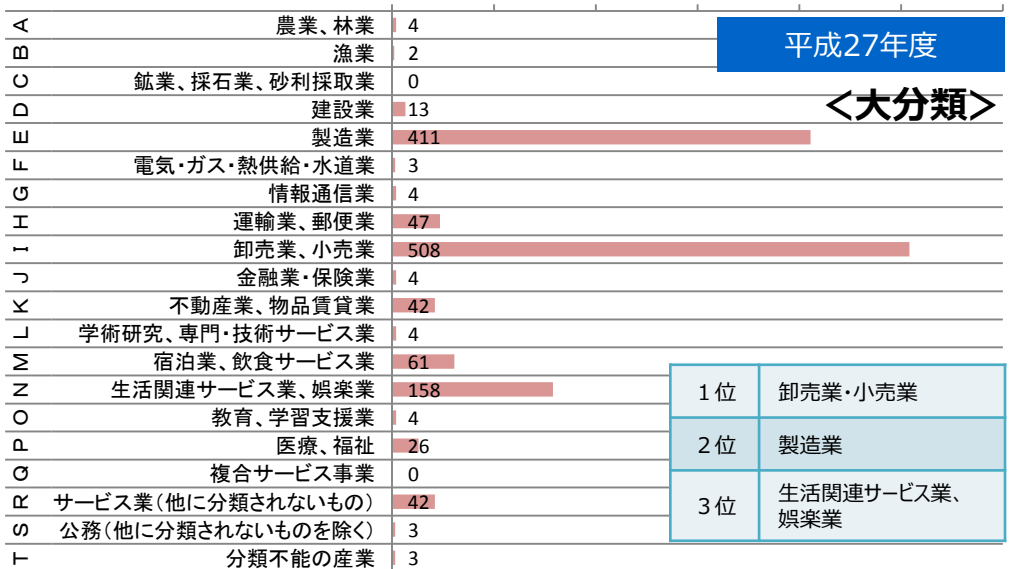 平成27年度
<大分類>
A 農業、林業 4
B 漁業 2
C 鉱業、採石業、砂利採取業 0
D 建設業 13
E 製造業 411
F 電気・ガス・熱供給・水道業 3
G 情報通信業 4
H 運輸業、郵便業 47
I 卸売業、小売業 508
J 金融業・保険業 4
K 不動産業、物品賃貸業 42
L 学術研究、専門・技術サービス業 4
M 宿泊業、飲食サービス業 61
N 生活関連サービス業、娯楽業 158
O 教育、学習支援業 4
P 医療、福祉 26
Q 複合サービス事業 0
R サービス業(他に分類されないもの) 42
S 公務(他に分類されないものを除く) 3
T 分類不能の産業 3
1位 卸売業・小売業
2位 製造業
3位 生活関連サービス業、
娯楽業